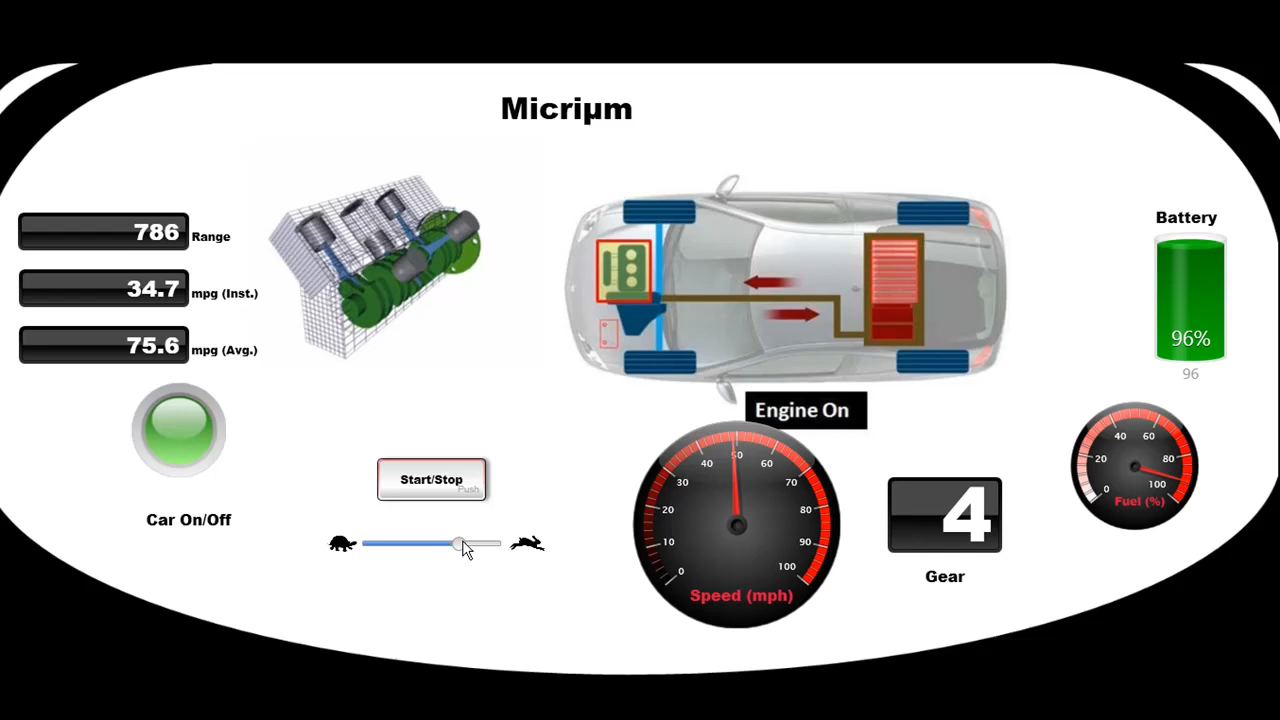 Micriµm
786 Range
34.7 mpg (Inst.)
75.6 mpg (Avg.)
Car On/Off
Start/Stop
Push
Engine On
0 10 20 30 40 50 60 70 80 90 100
Speed (mph)
4
Gear
Battery
96%
96
0 20 40 60 80 100
Fuel (%)